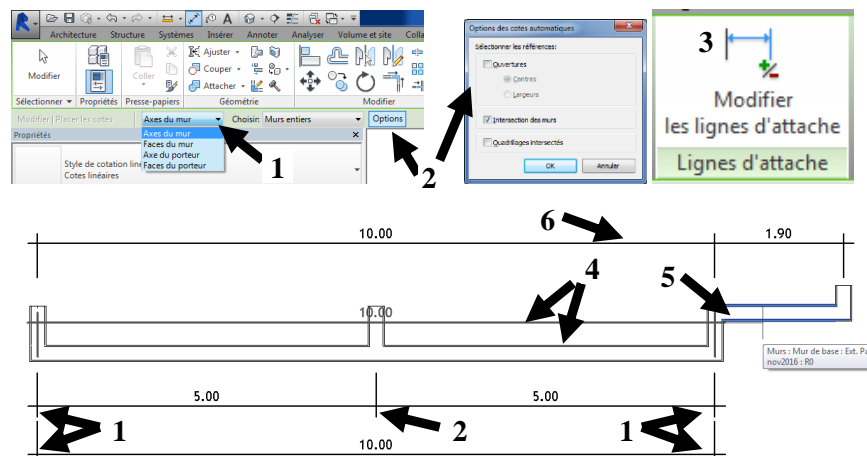 Architecture Structure Systèmes Insérer Annoter Analyser Volume et site Colla
Modifier
Coller
Ajuster
Couper
Attacher
Sélectionner Propriétés Presse-papiers Géométrie Modifier
Modifier | Placer les cotes Axes du mur Choisir: Murs entiers Options
Propriétés
Axes du mur
Faces du mur
Axe du porteur
Faces du porteur
Style de cotation liné
Cotes linéaires
1
2
Options des cotes automatiques
Sélectionner les références:
Ouvertures
Centres
Largeurs
Intersection des murs
Quadrillages intersectés
OK Annuler
3
Modifier
les lignes d'attache
Lignes d'attache
10.00 6 1.90
4 5
10.00
Murs : Mur de base : Ext. Pa
nov2016 : R0
5.00 5.00
1 2 1
10.00